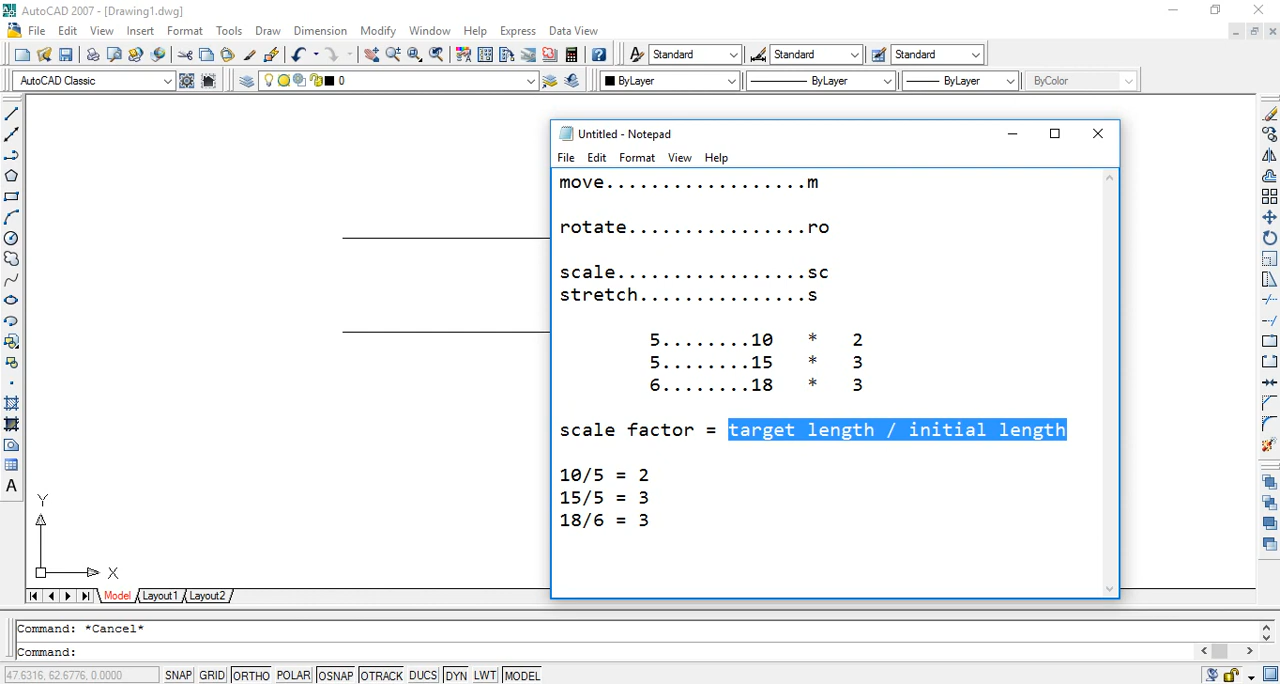 AutoCAD 2007 - [Drawing1.dwg]
File Edit View Insert Format Tools Draw Dimension Modify Window Help Express Data View
Standard Standard Standard
AutoCAD Classic 0 ByLayer ByLayer ByLayer ByColor
Untitled - Notepad
File Edit Format View Help
move..................m
rotate................ro
scale.................sc
stretch...............s
5........10 * 2
5........15 * 3
6........18 * 3
scale factor = target length / initial length
10/5 = 2
15/5 = 3
18/6 = 3
A
Y
X
Model Layout1 Layout2
Command: *Cancel*
Command:
47.6316, 62.6776, 0.0000 SNAP GRID ORTHO POLAR OSNAP OTRACK DUCS DYN LWT MODEL